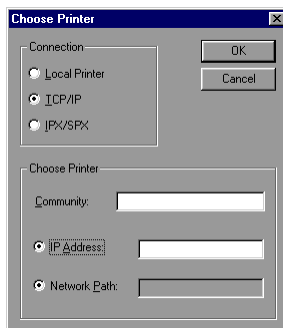 Choose Printer
Connection
OK
Local Printer
Cancel
TCP/IP
IPX/SPX
Choose Printer
Community:
IP Address:
Network Path: